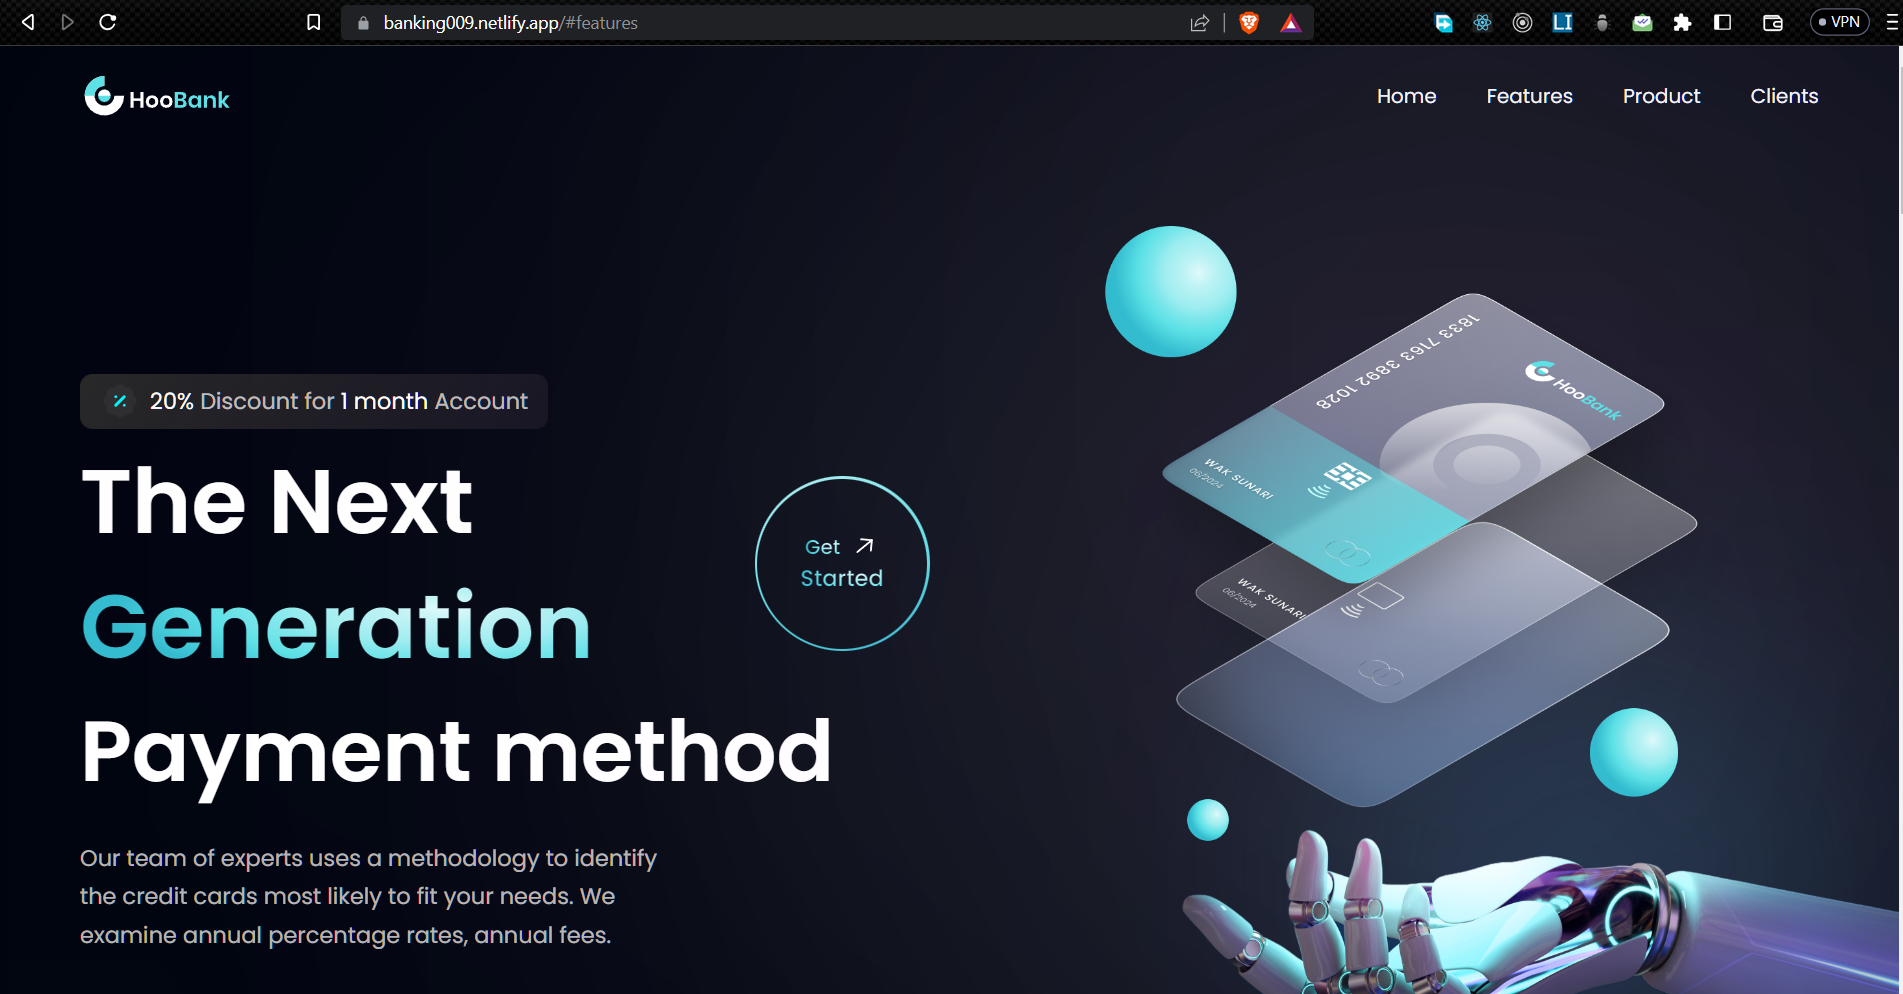 banking009.netlify.app/#features
LI
VPN
HooBank
Home
Features
Product
Clients
20% Discount for 1 month Account
The Next
Generation
Payment method
Get
Started
Our team of experts uses a methodology to identify
the credit cards most likely to fit your needs. We
examine annual percentage rates, annual fees.
1833 7163 3892 1028
HooBank
WAK SUNARI
06/2024
WAK SUNARI
06/2024